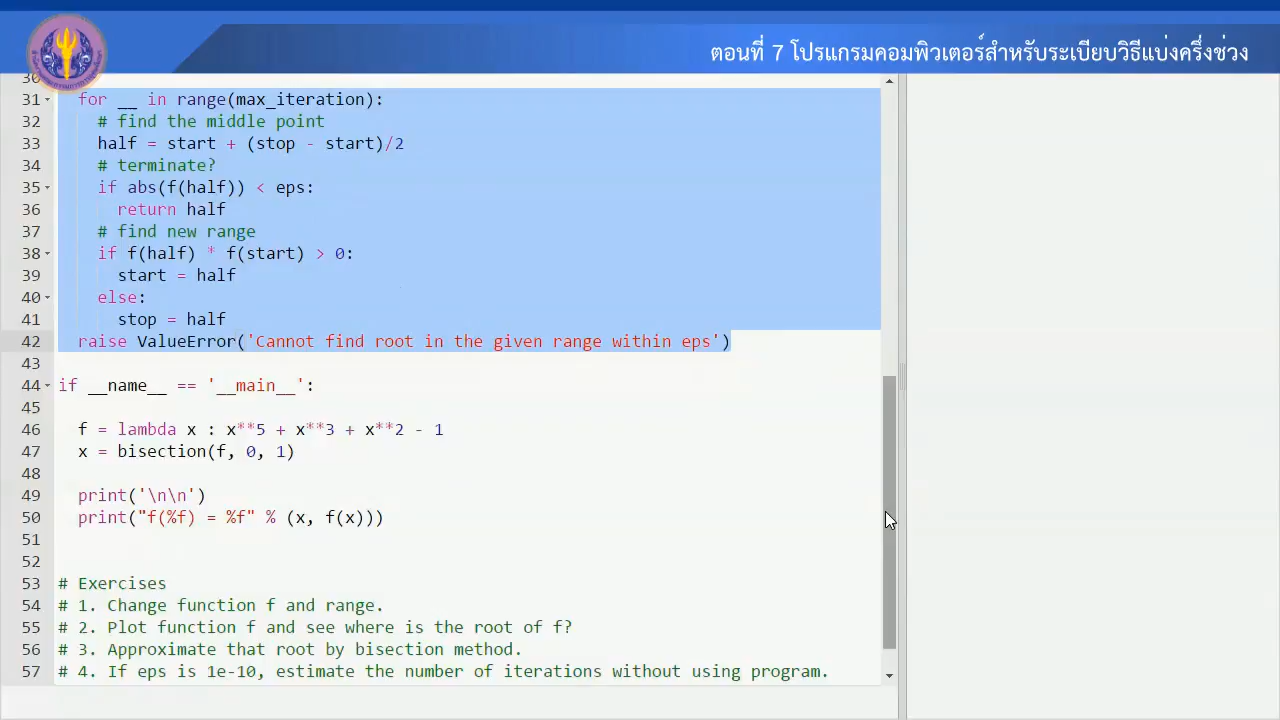 ตอนที่ 7 โปรแกรมคอมพิวเตอร์สำหรับระเบียบวิธีแบ่งครึ่งช่วง
30
31 for __ in range(max_iteration):
32 # find the middle point
33 half = start + (stop - start)/2
34 # terminate?
35 if abs(f(half)) < eps:
36 return half
37 # find new range
38 if f(half) * f(start) > 0:
39 start = half
40 else:
41 stop = half
42 raise ValueError('Cannot find root in the given range within eps')
43
44 if __name__ == '__main__':
45
46 f = lambda x : x**5 + x**3 + x**2 - 1
47 x = bisection(f, 0, 1)
48
49 print('\n\n')
50 print("f(%f) = %f" % (x, f(x)))
51
52
53 # Exercises
54 # 1. Change function f and range.
55 # 2. Plot function f and see where is the root of f?
56 # 3. Approximate that root by bisection method.
57 # 4. If eps is 1e-10, estimate the number of iterations without using program.